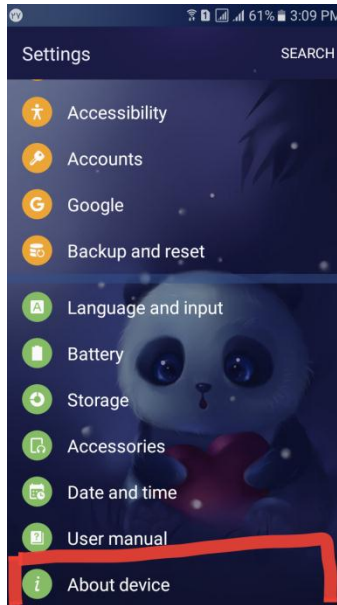 61% 3:09 PM
Settings SEARCH
Accessibility
Accounts
Google
Backup and reset
Language and input
Battery
Storage
Accessories
Date and time
User manual
About device